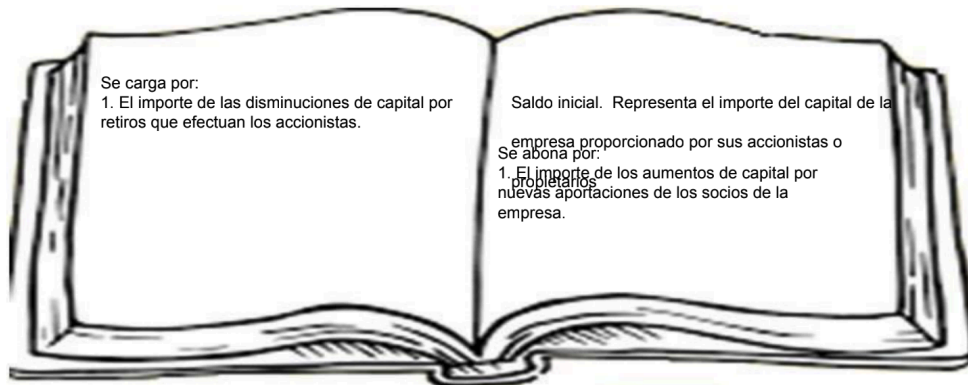 Se carga por:
1. El importe de las disminuciones de capital por
retiros que efectuan los accionistas.
Saldo inicial.  Representa el importe del capital de la
empresa proporcionado por sus accionistas o
propietarios
Se abona por:
1. El importe de los aumentos de capital por
nuevas aportaciones de los socios de la
empresa.